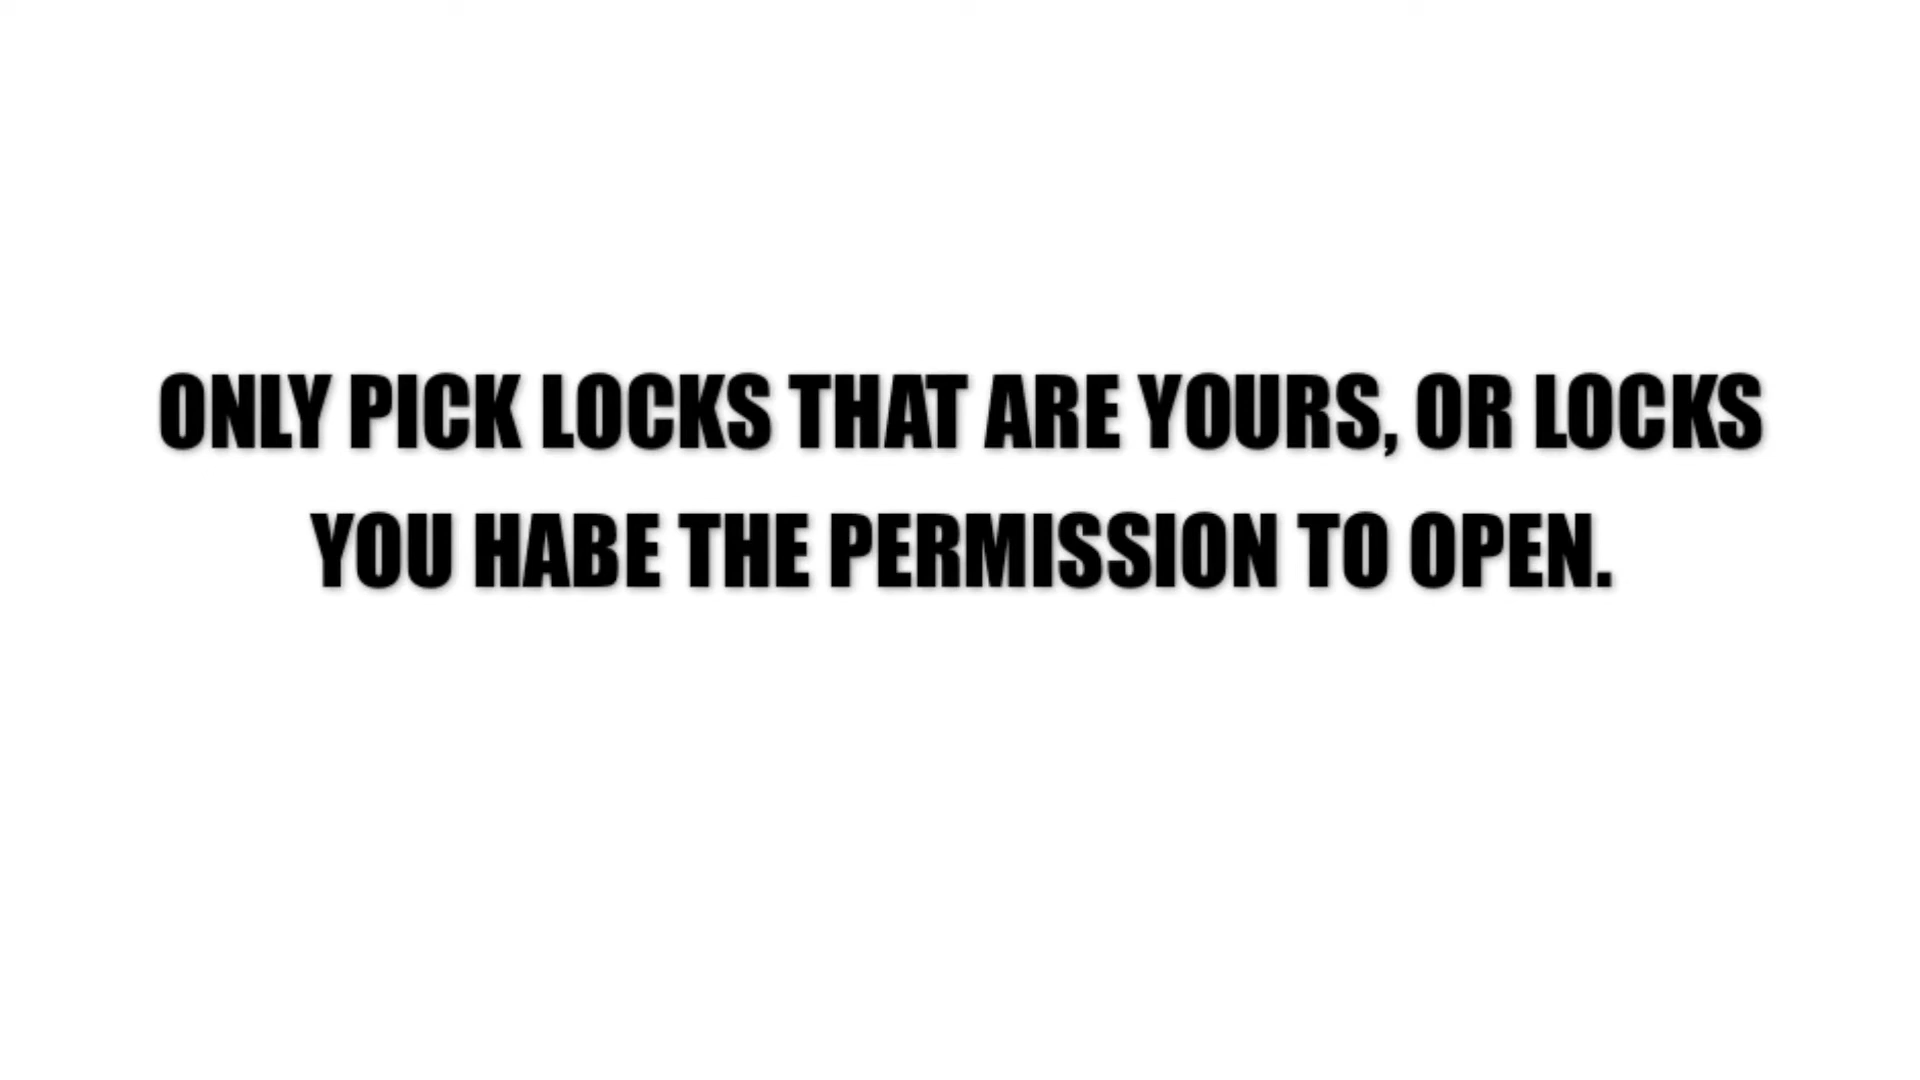 ONLY PICK LOCKS THAT ARE YOURS, OR LOCKS
YOU HABE THE PERMISSION TO OPEN.